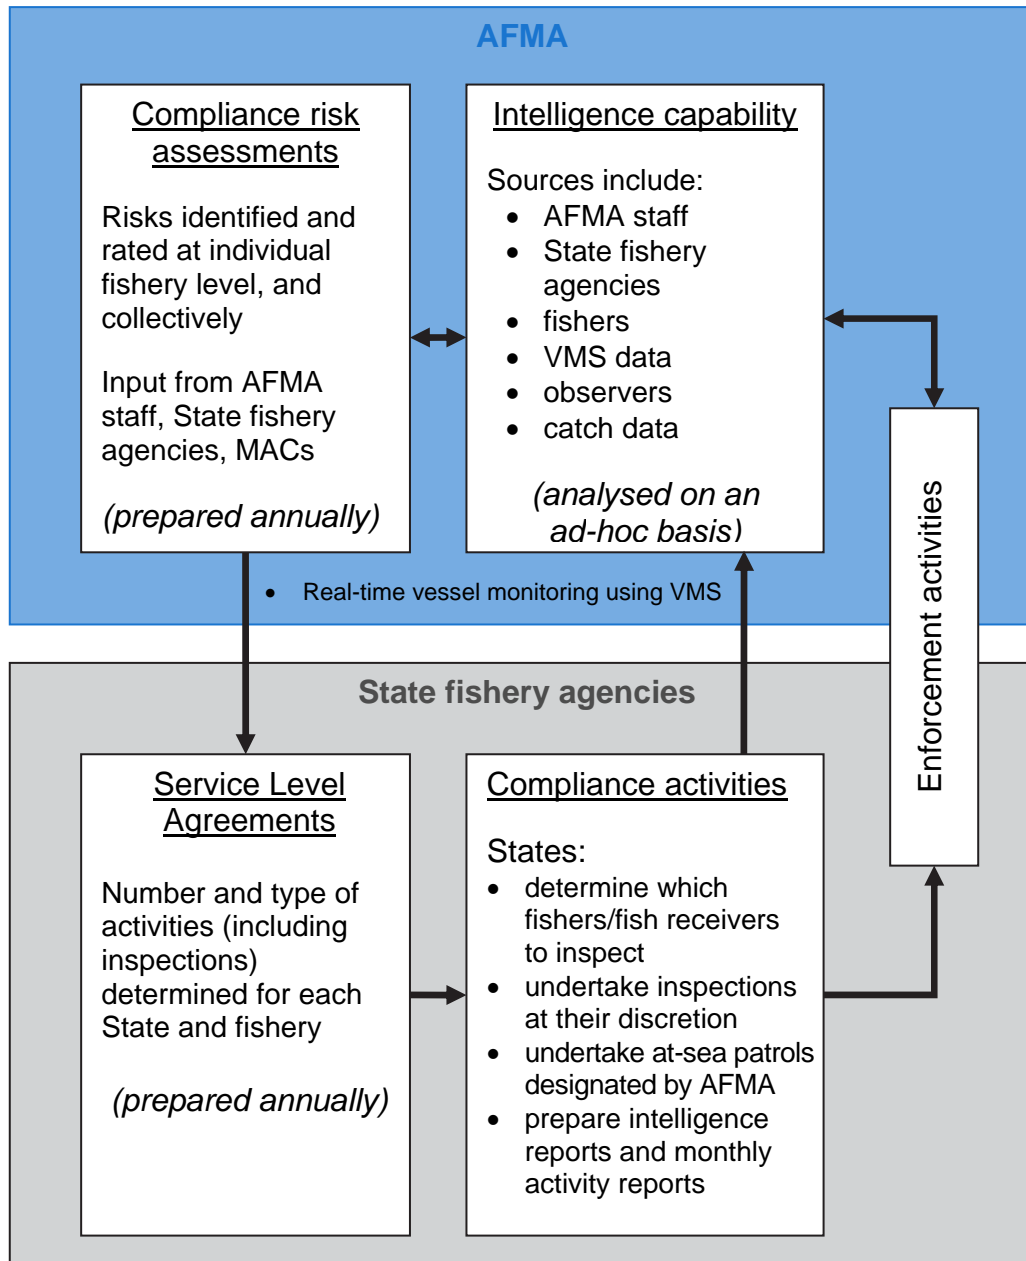 AFMA
Compliance risk
assessments
Risks identified and
rated at individual
fishery level, and
collectively
Input from AFMA
staff, State fishery
agencies, MACs
(prepared annually)
Intelligence capability
Sources include:
• AFMA staff
• State fishery
agencies
• fishers
• VMS data
• observers
• catch data
(analysed on an
ad-hoc basis)
• Real-time vessel monitoring using VMS
Enforcement activities
State fishery agencies
Service Level
Agreements
Number and type of
activities (including
inspections)
determined for each
State and fishery
(prepared annually)
Compliance activities
States:
• determine which
fishers/fish receivers
to inspect
• undertake inspections
at their discretion
• undertake at-sea patrols
designated by AFMA
• prepare intelligence
reports and monthly
activity reports